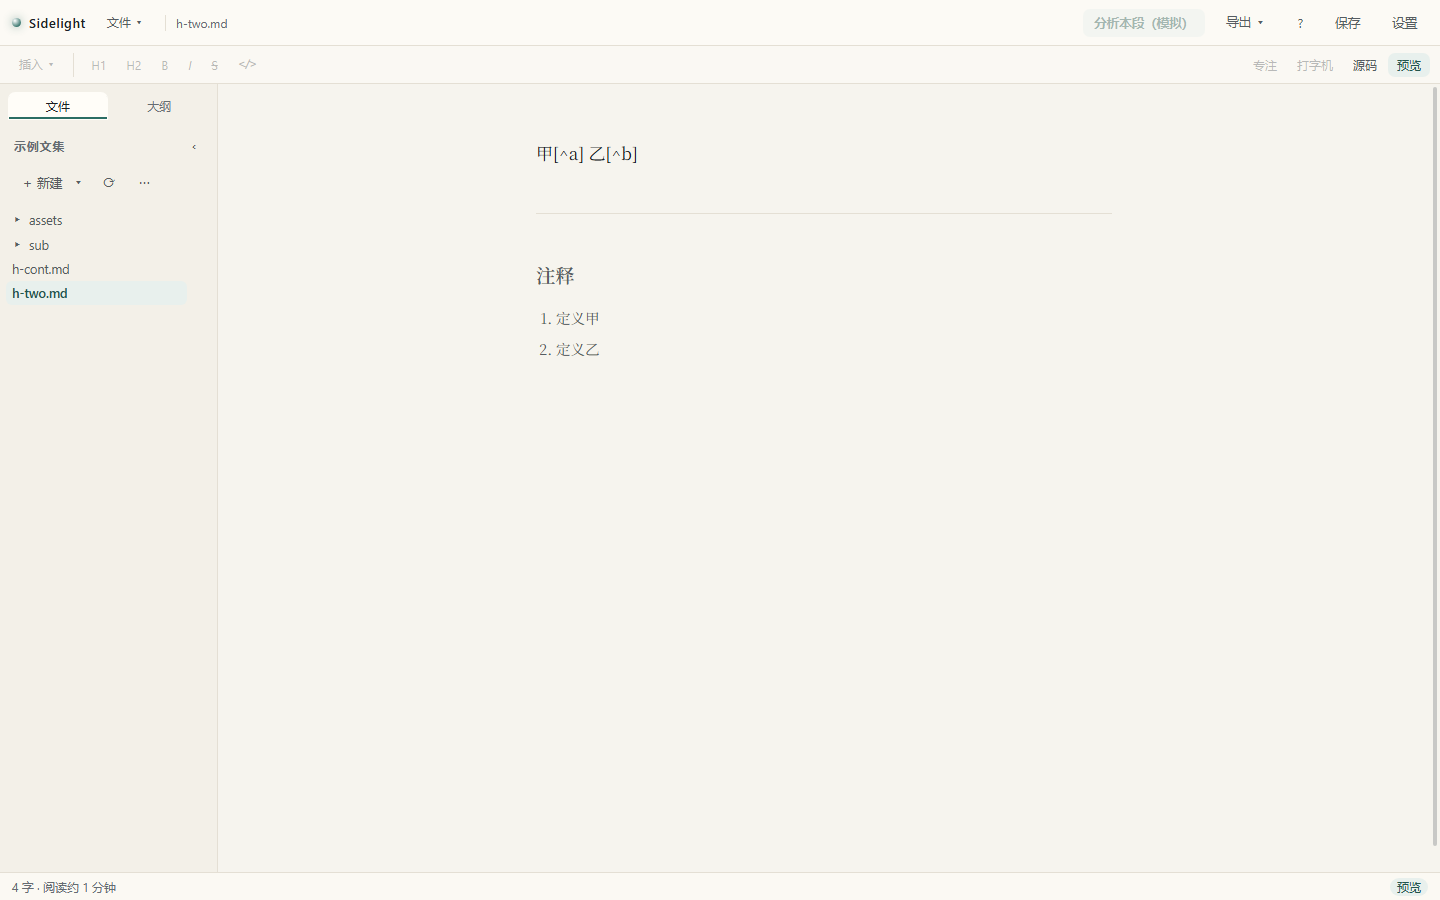 Sidelight 文件 h-two.md 分析本段（模拟） 导出 ? 保存 设置
插入 H1 H2 B I S </> 专注 打字机 源码 预览
文件 大纲
示例文集 ‹
+ 新建 ···
assets
sub
h-cont.md
h-two.md
甲[^a] 乙[^b]
注释
1. 定义甲
2. 定义乙
4 字 · 阅读约 1 分钟 预览